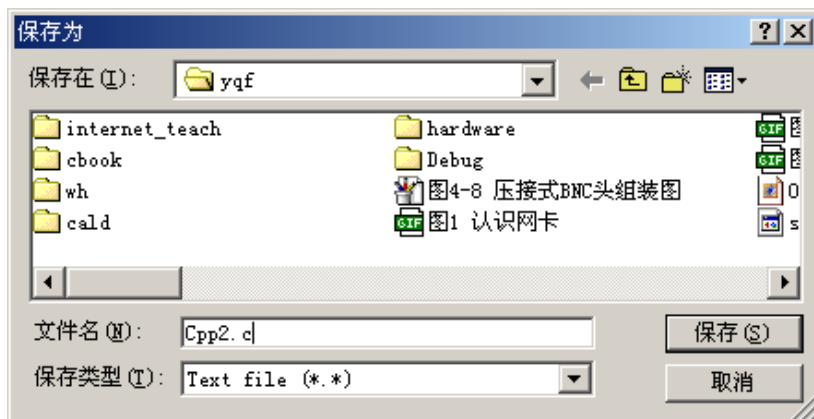 保存为
保存在(I): yqf
internet_teach hardware
cbook Debug
wh 图4-8 压接式BNC头组装图 0
cald 图1 认识网卡 s
文件名(N): Cpp2.c 保存(S)
保存类型(T): Text file (*.*) 取消